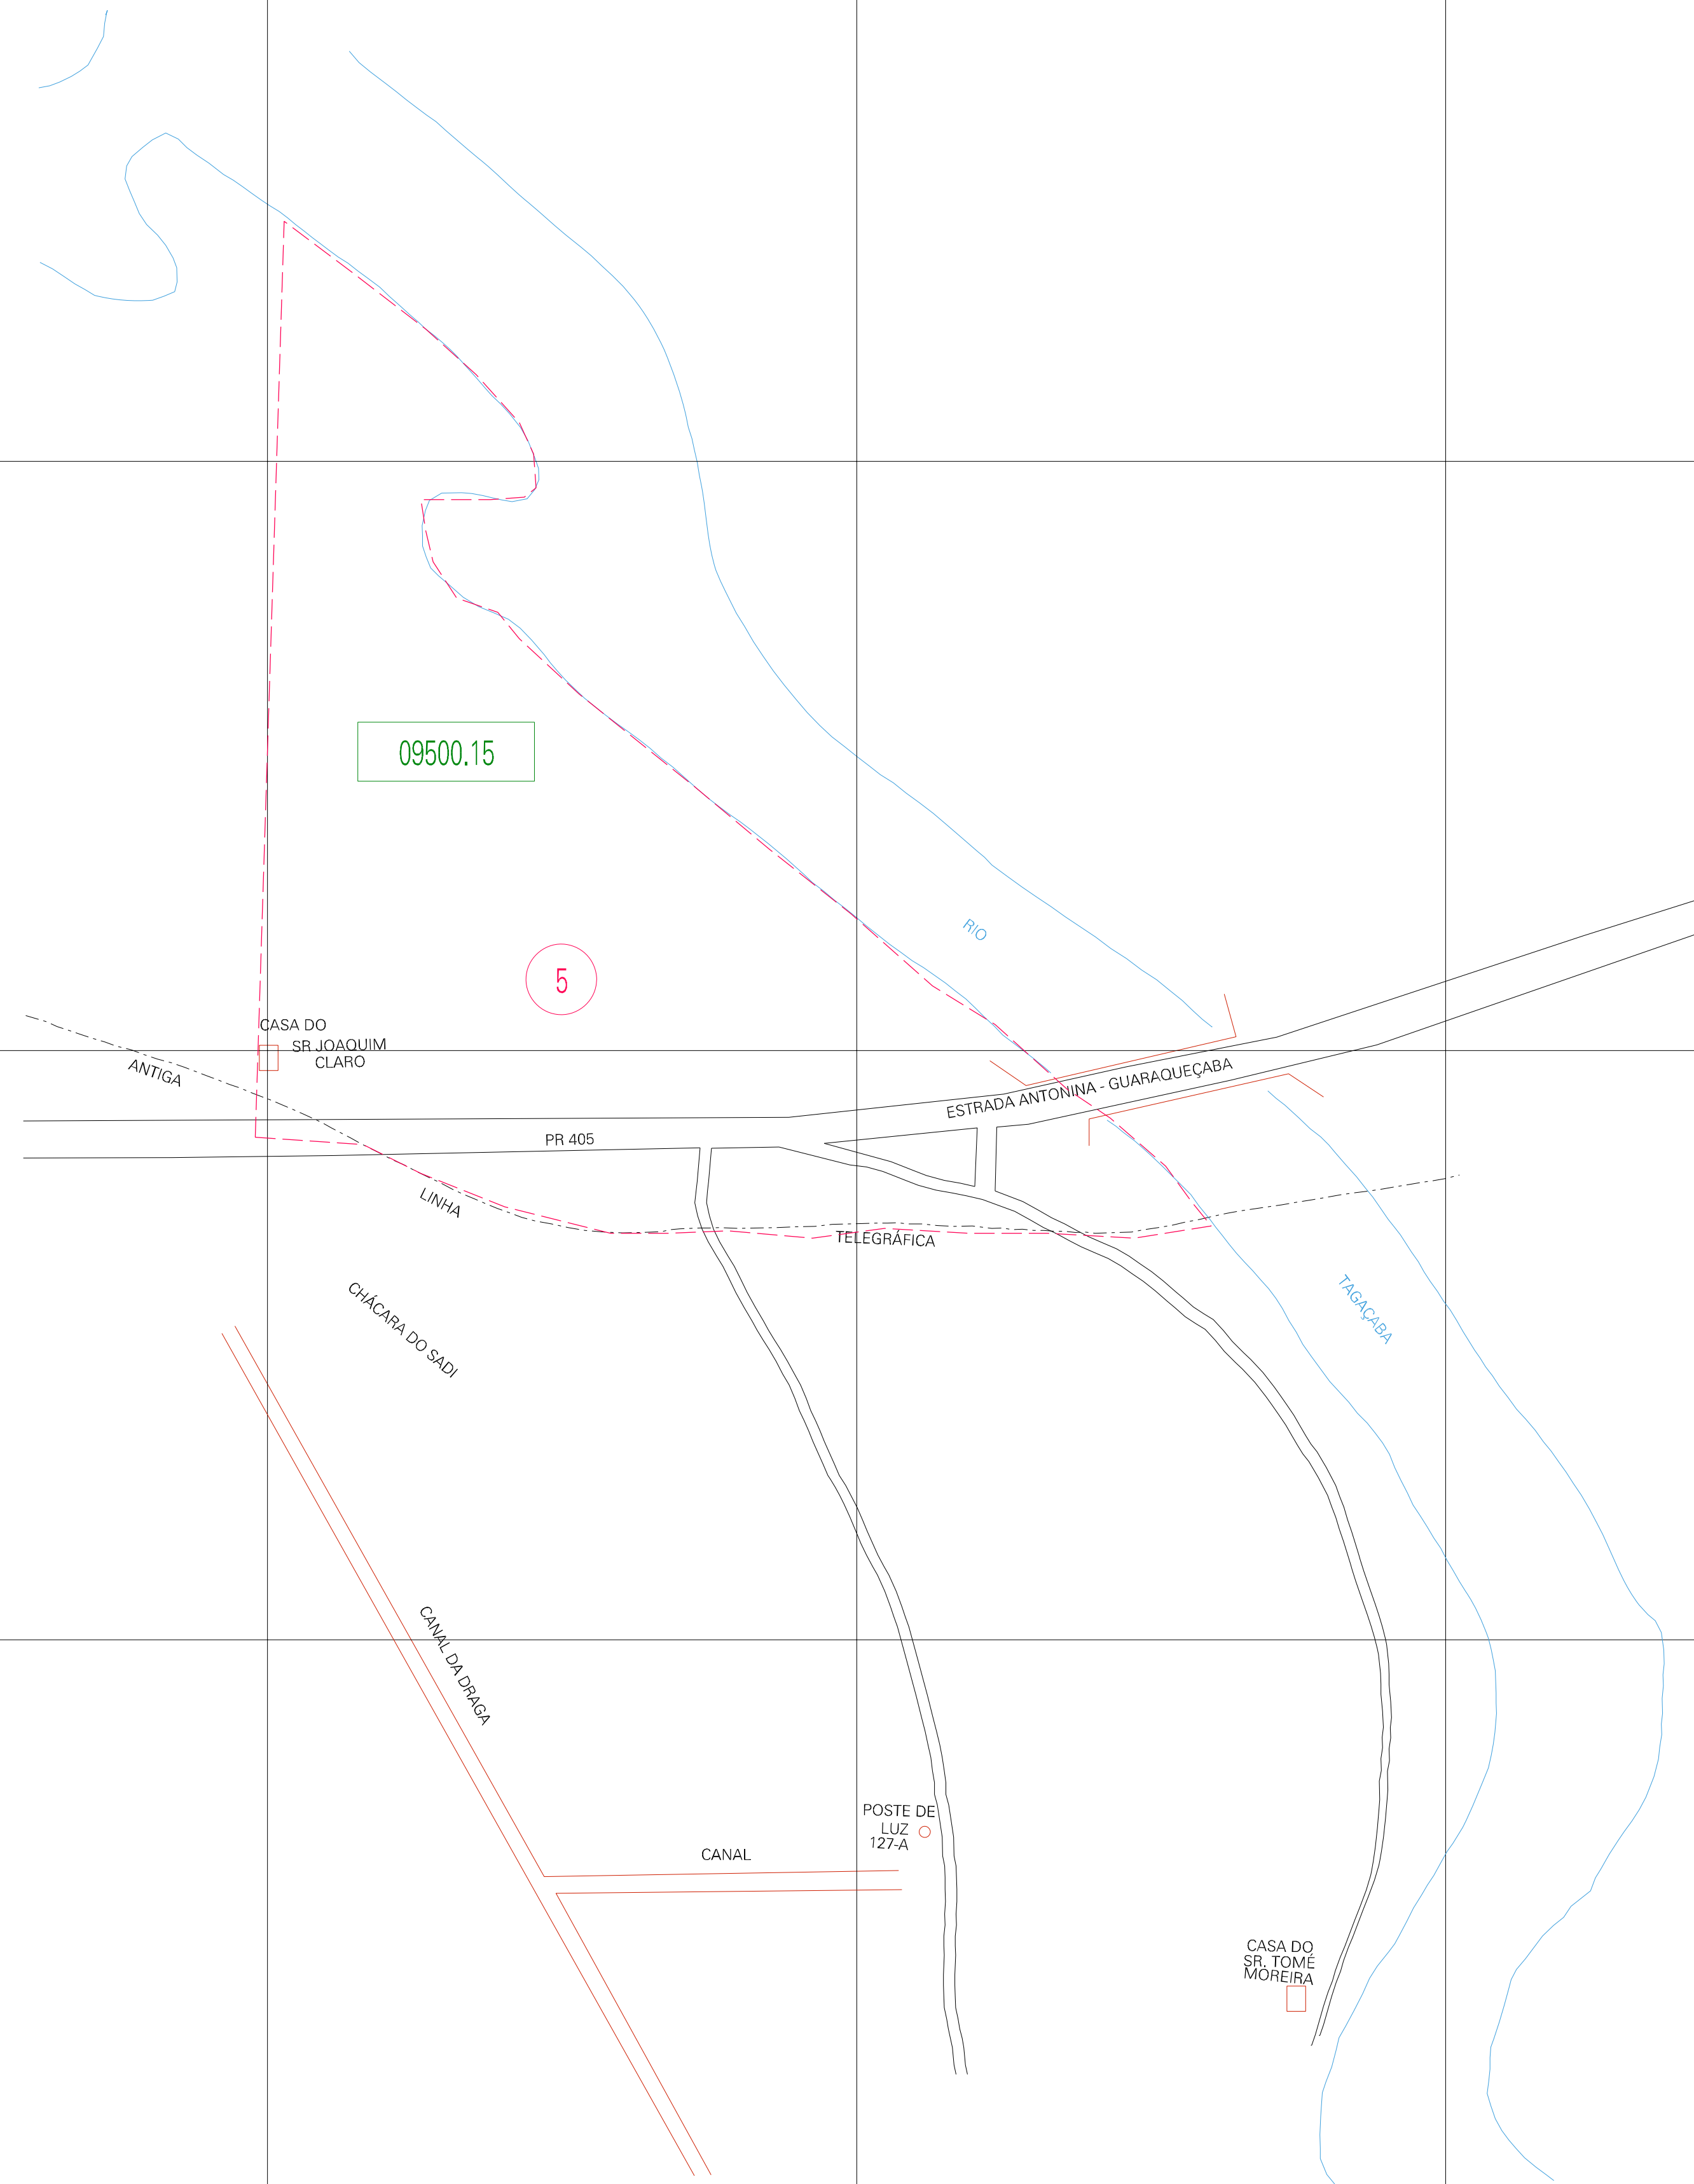 09500.15
RIO
5
CASA DO
SR JOAQUIM
CLARO
ANTIGA
ESTRADA ANTONINA - GUARAQUEÇABA
PR 405
LINHA
TELEGRÁFICA
TAGAÇABA
CHÁCARA DO SADI
CANAL DA DRAGA
POSTE DE
LUZ
127-A
CANAL
CASA DO
SR. TOMÉ
MOREIRA